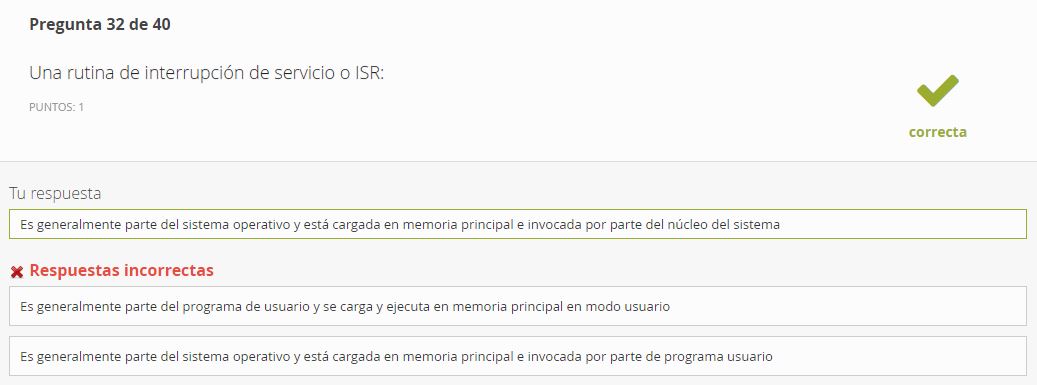 Pregunta 32 de 40
Una rutina de interrupción de servicio o ISR:
PUNTOS: 1
correcta
Tu respuesta
Es generalmente parte del sistema operativo y está cargada en memoria principal e invocada por parte del núcleo del sistema
Respuestas incorrectas
Es generalmente parte del programa de usuario y se carga y ejecuta en memoria principal en modo usuario
Es generalmente parte del sistema operativo y está cargada en memoria principal e invocada por parte de programa usuario